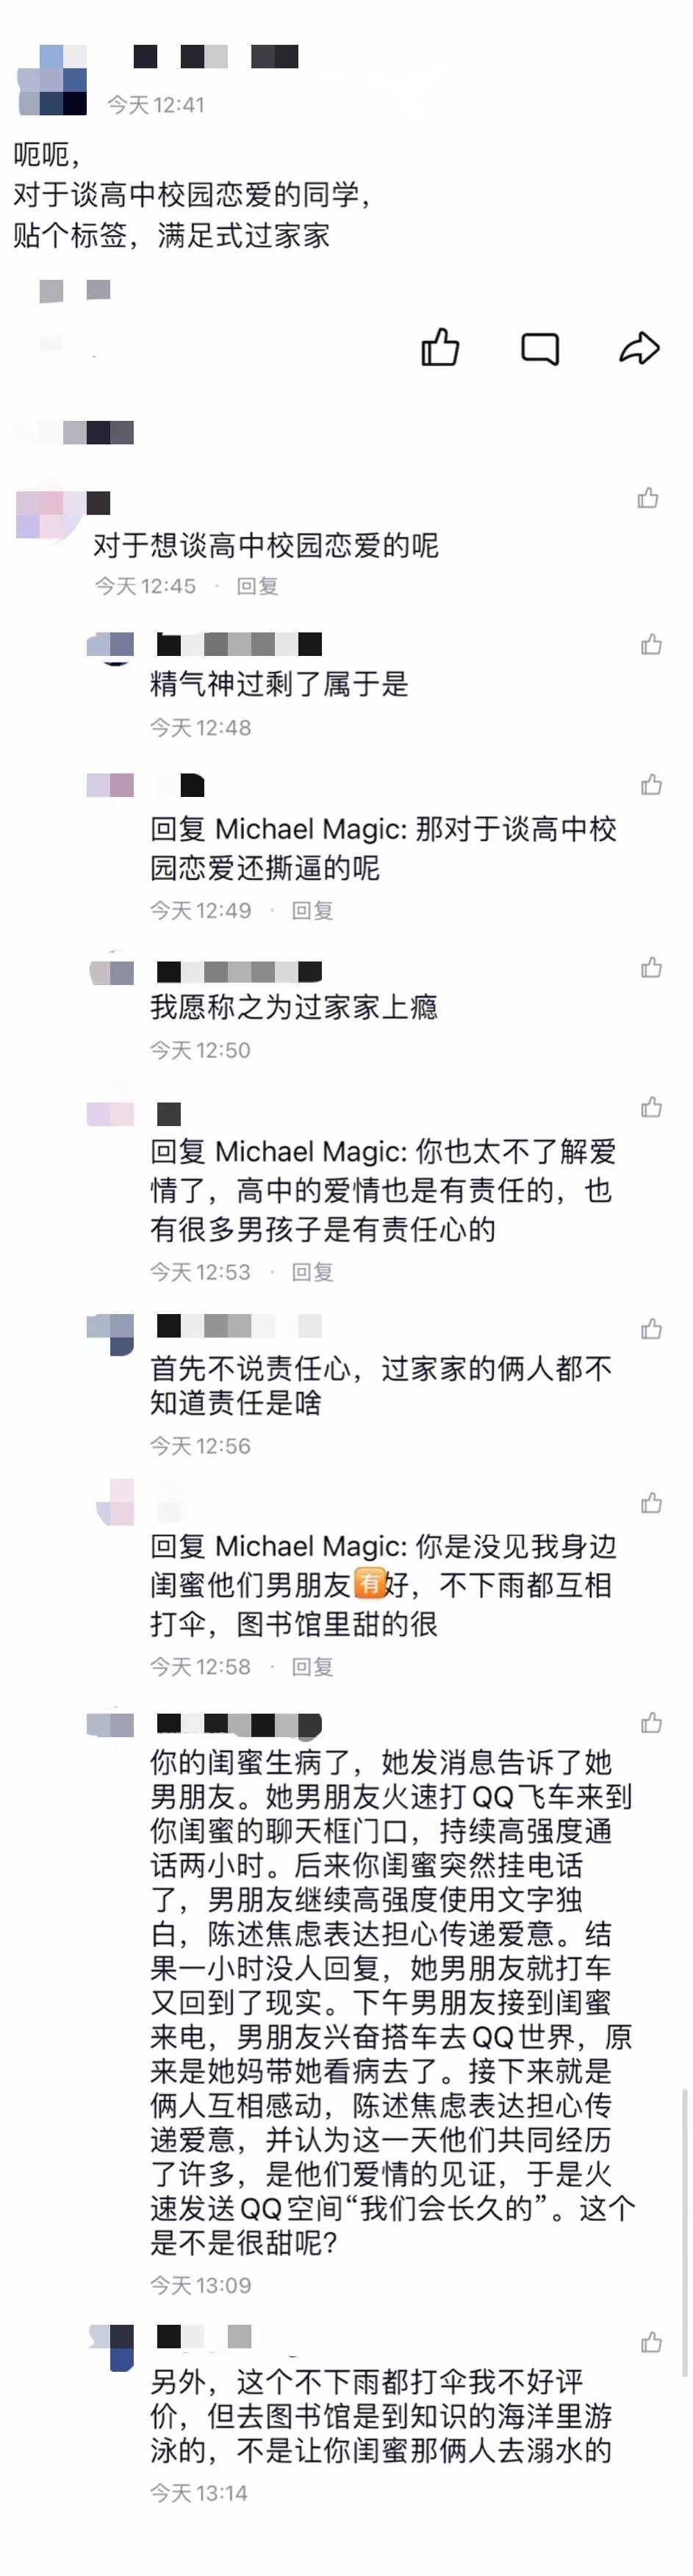 今天 12:41
呃呃，
对于谈高中校园恋爱的同学，
贴个标签，满足式过家家
对于想谈高中校园恋爱的呢
今天 12:45 · 回复
精气神过剩了属于是
今天 12:48
回复 Michael Magic: 那对于谈高中校
园恋爱还撕逼的呢
今天 12:49 · 回复
我愿称之为过家家上瘾
今天 12:50
回复 Michael Magic: 你也太不了解爱
情了，高中的爱情也是有责任的，也
有很多男孩子是有责任心的
今天 12:53 · 回复
首先不说责任心，过家家的俩人都不
知道责任是啥
今天 12:56
回复 Michael Magic: 你是没见我身边
闺蜜他们男朋友🈶好，不下雨都互相
打伞，图书馆里甜的很
今天 12:58 · 回复
你的闺蜜生病了，她发消息告诉了她
男朋友。她男朋友火速打QQ飞车来到
你闺蜜的聊天框门口，持续高强度通
话两小时。后来你闺蜜突然挂电话
了，男朋友继续高强度使用文字独
白，陈述焦虑表达担心传递爱意。结
果一小时没人回复，她男朋友就打车
又回到了现实。下午男朋友接到闺蜜
来电，男朋友兴奋搭车去QQ世界，原
来是她妈带她看病去了。接下来就是
俩人互相感动，陈述焦虑表达担心传
递爱意，并认为这一天他们共同经历
了许多，是他们爱情的见证，于是火
速发送QQ空间“我们会长久的”。这个
是不是很甜呢?
今天 13:09
另外，这个不下雨都打伞我不好评
价，但去图书馆是到知识的海洋里游
泳的，不是让你闺蜜那俩人去溺水的
今天 13:14